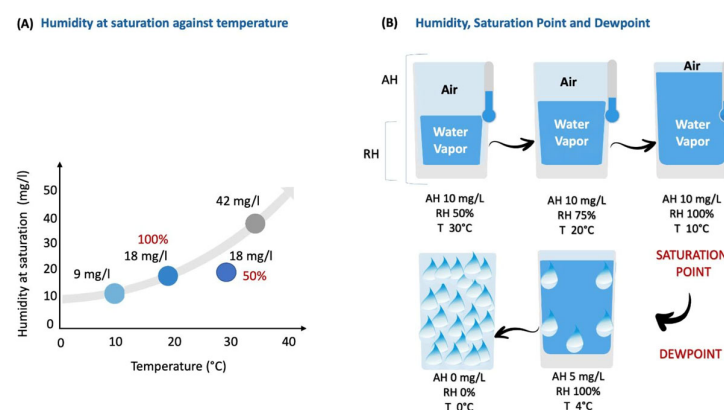 (A) Humidity at saturation against temperature
Humidity at saturation (mg/l)
50
40
30
20
10
0
42 mg/l
100%
18 mg/l
18 mg/l
50%
9 mg/l
0
10
20
30
40
Temperature (°C)
(B) Humidity, Saturation Point and Dewpoint
AH
RH
Air
Water
Vapor
AH 10 mg/L
RH 50%
T 30°C
Air
Water
Vapor
AH 10 mg/L
RH 75%
T 20°C
Air
Water
Vapor
AH 10 mg/L
RH 100%
T 10°C
SATURATION
POINT
DEWPOINT
AH 0 mg/L
RH 0%
T 0°C
AH 5 mg/L
RH 100%
T 4°C